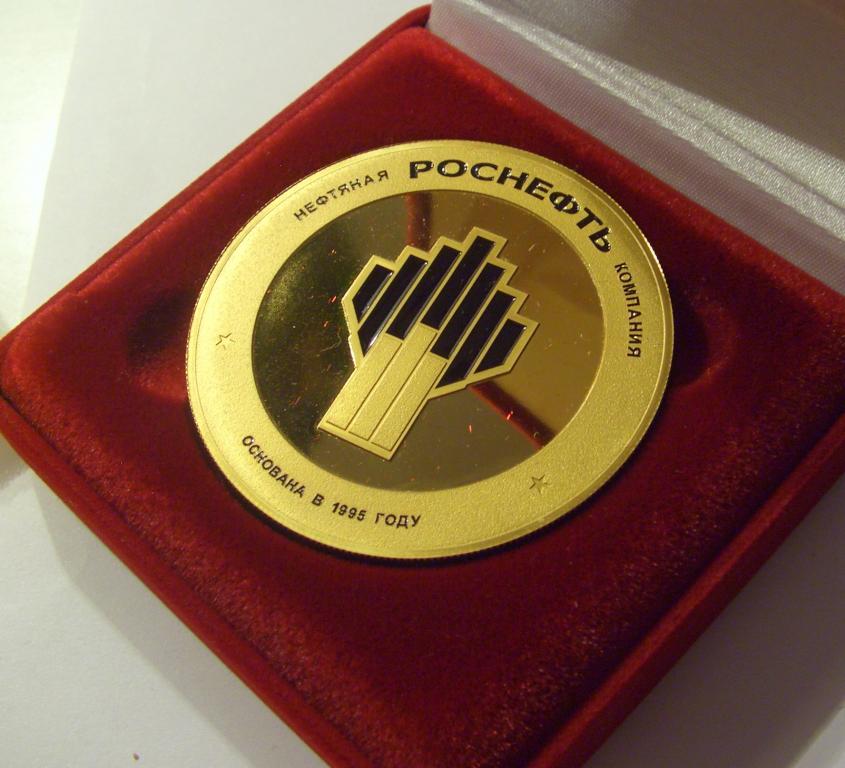 НЕФТЯНАЯ РОСНЕФТЬ КОМПАНИЯ
ОСНОВАНА В 1995 ГОДУ